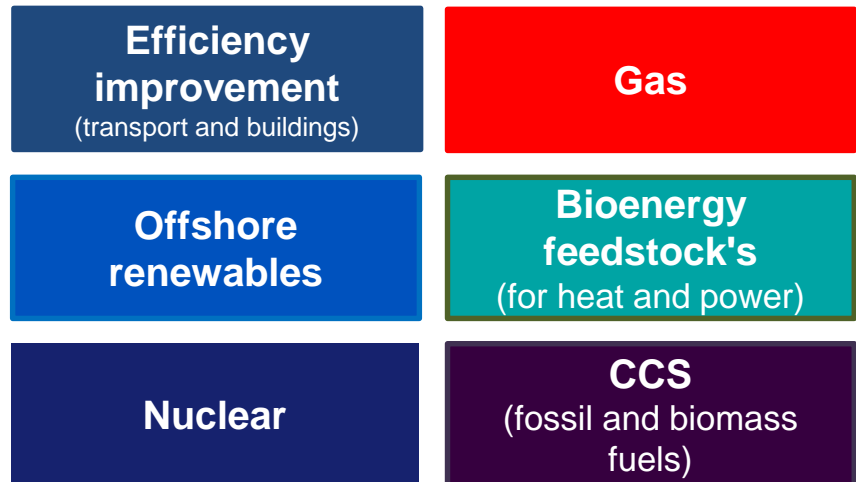 Efficiency
improvement
(transport and buildings)
Gas
Offshore
renewables
Bioenergy
feedstock's
(for heat and power)
Nuclear
CCS
(fossil and biomass
fuels)